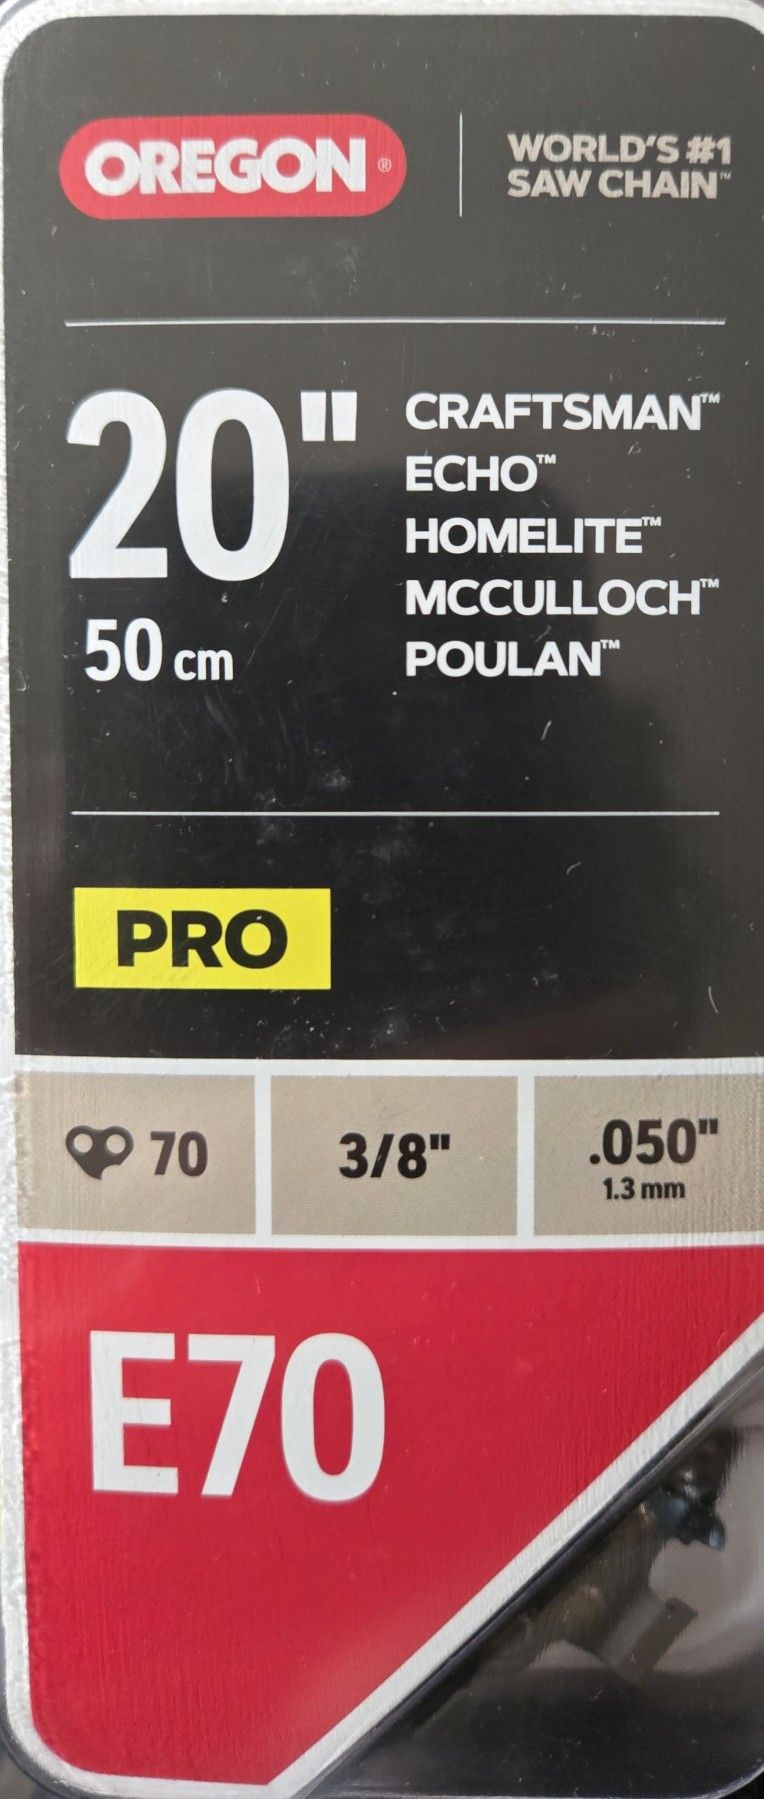 OREGON®
WORLD'S #1
SAW CHAIN™
20"
50 cm
CRAFTSMAN™
ECHO™
HOMELITE™
MCCULLOCH™
POULAN™
PRO
70
3/8"
.050"
1.3 mm
E70